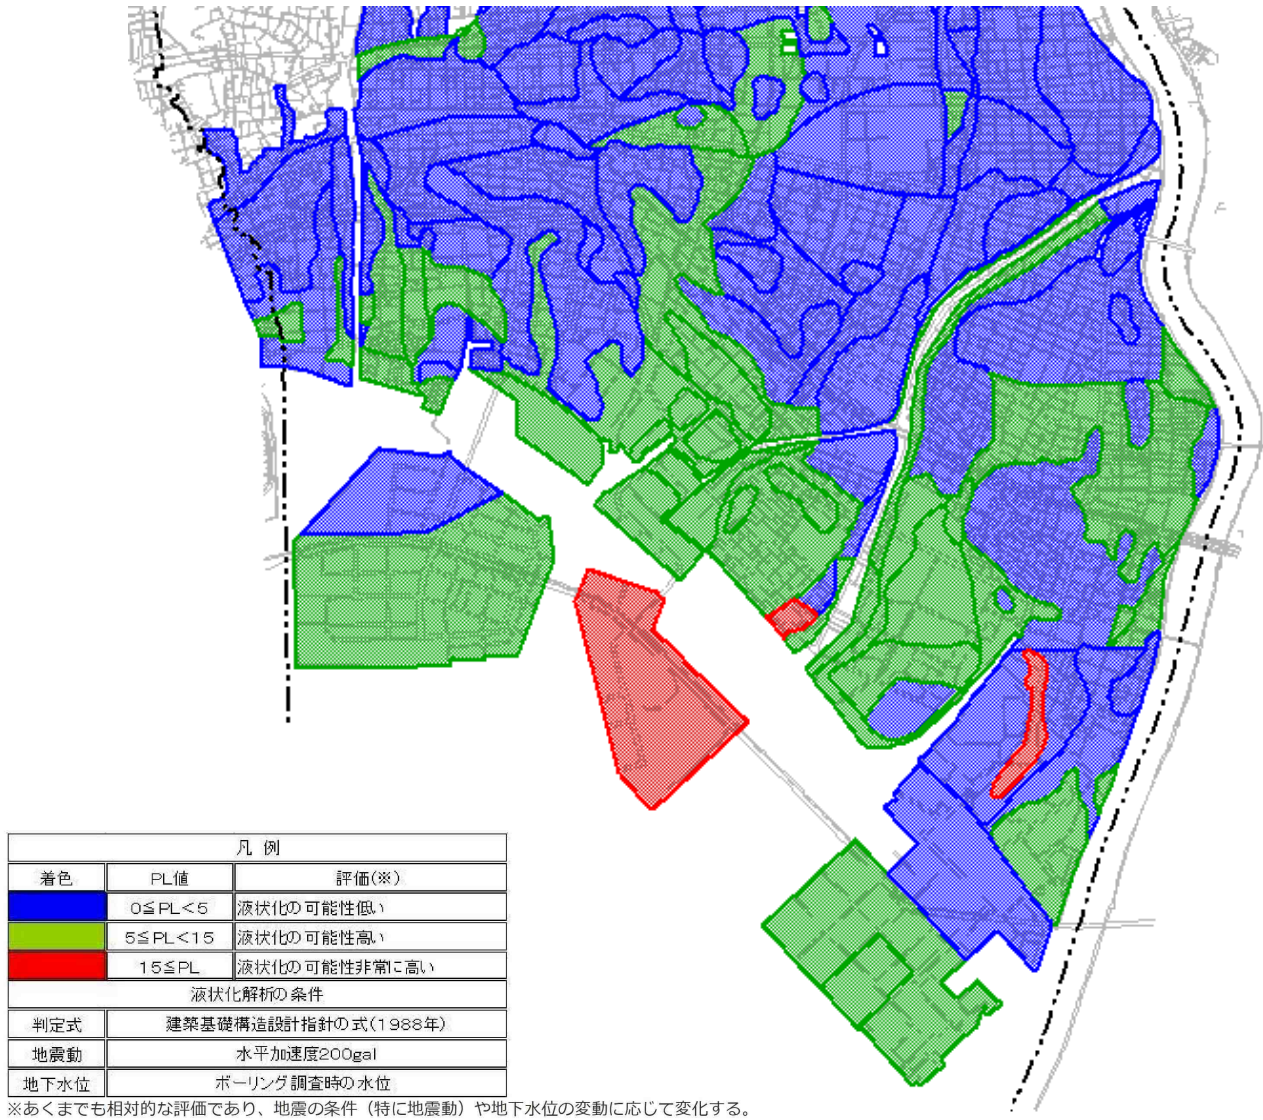 凡 例
着色 PL値 評価(※)
0≦PL<5 液状化の可能性低い
5≦PL<15 液状化の可能性高い
15≦PL 液状化の可能性非常に高い
液状化解析の条件
判定式 建築基礎構造設計指針の式(1988年)
地震動 水平加速度200gal
地下水位 ボーリング調査時の水位
※あくまでも相対的な評価であり、地震の条件（特に地震動）や地下水位の変動に応じて変化する。